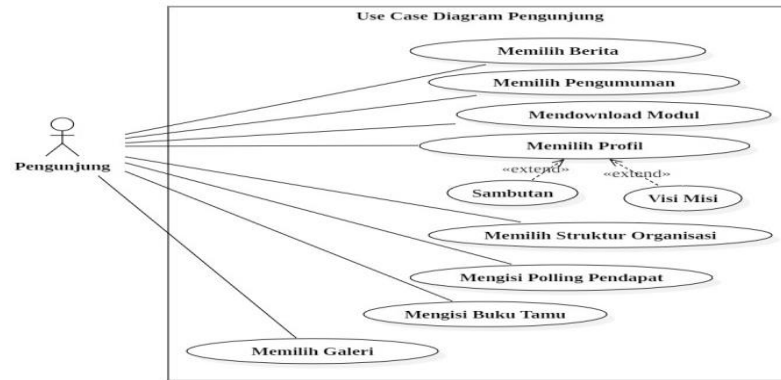 Use Case Diagram Pengunjung
Memilih Berita
Memilih Pengumuman
Mendownload Modul
Memilih Profil
Pengunjung
«extend» «extend»
Sambutan
Visi Misi
Memilih Struktur Organisasi
Mengisi Polling Pendapat
Mengisi Buku Tamu
Memilih Galeri